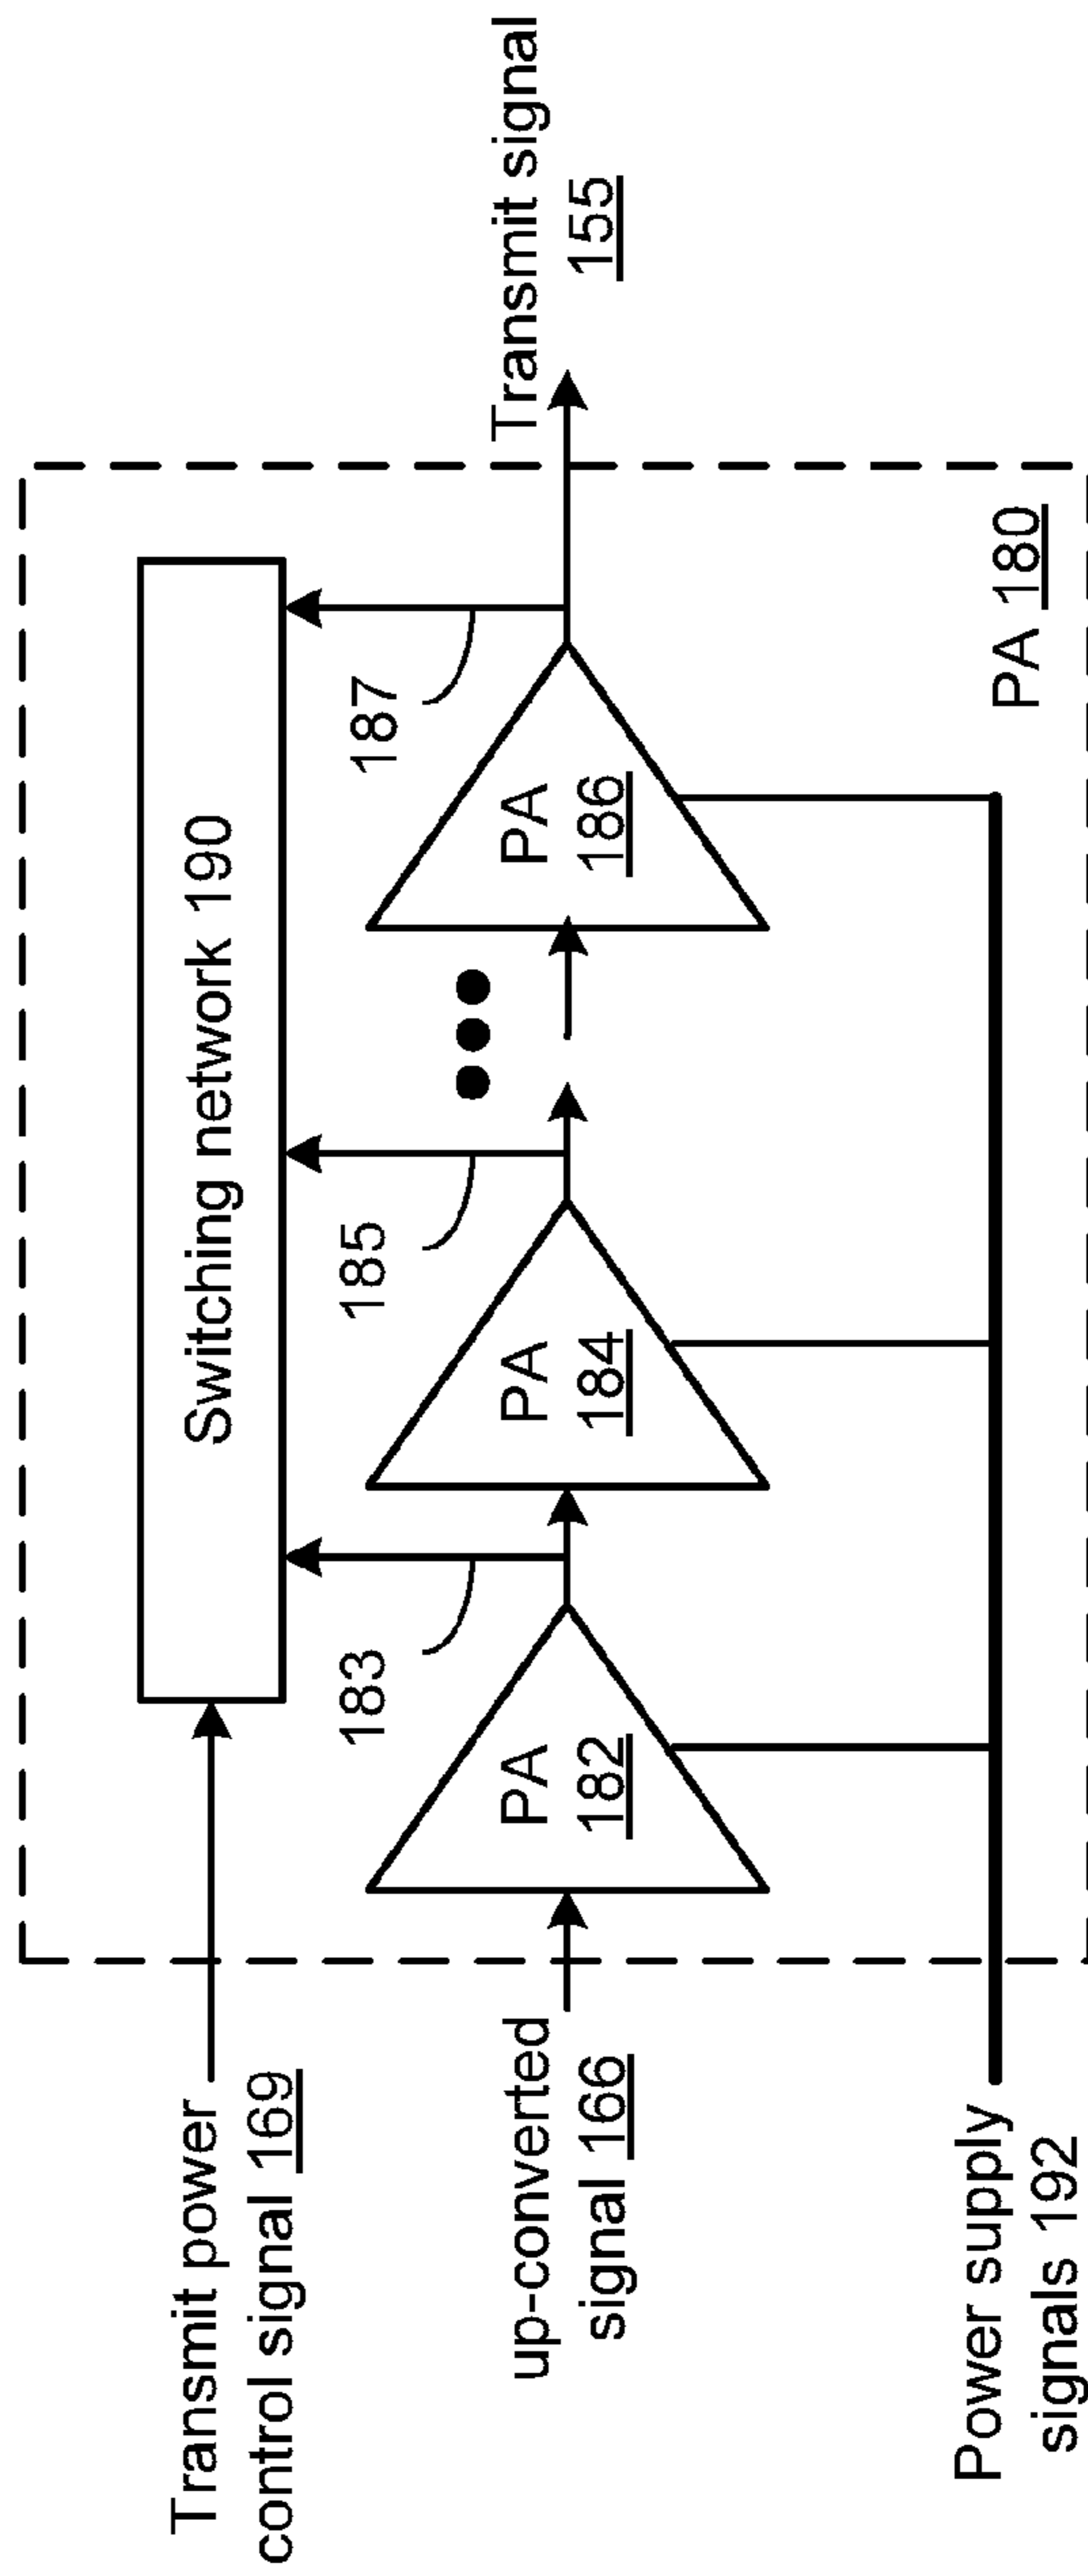 Transmit power
control signal 169
Switching network 190
183
185
187
up-converted
signal 166
PA
182
PA
184
PA
186
Transmit signal
155
Power supply
signals 192
PA 180